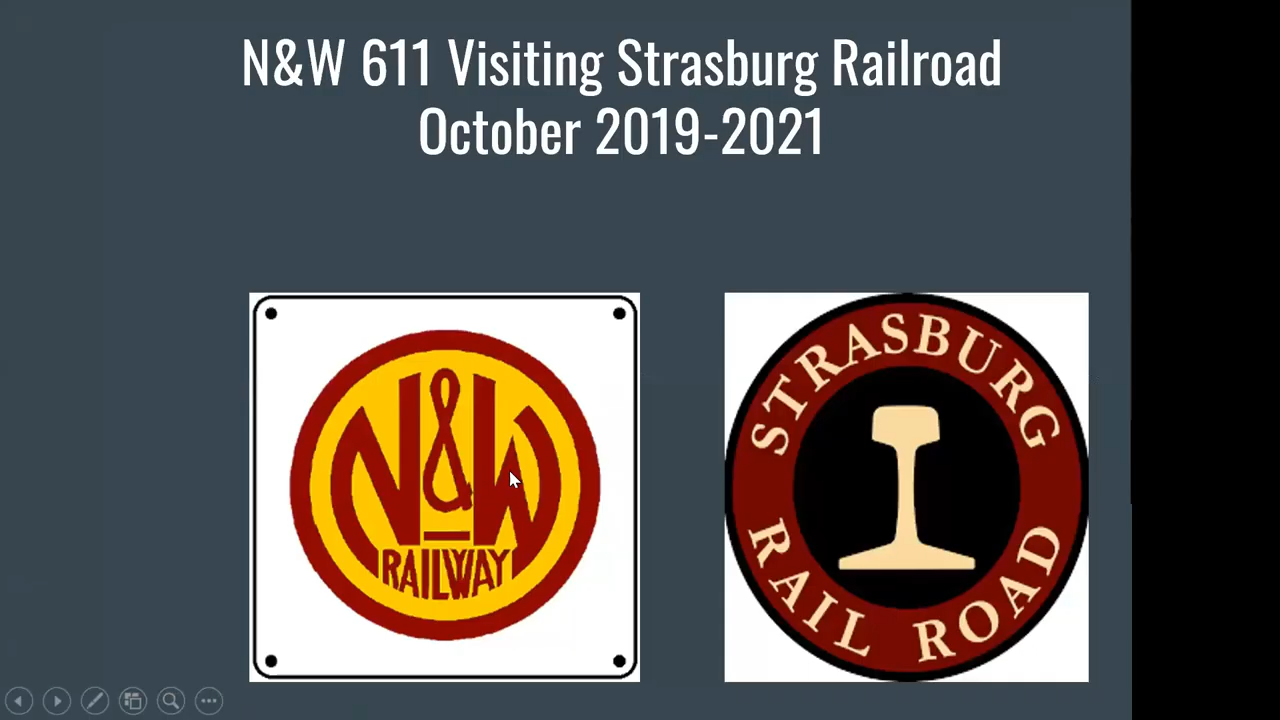 N&W 611 Visiting Strasburg Railroad
October 2019-2021
N&W
RAILWAY
STRASBURG
RAIL ROAD